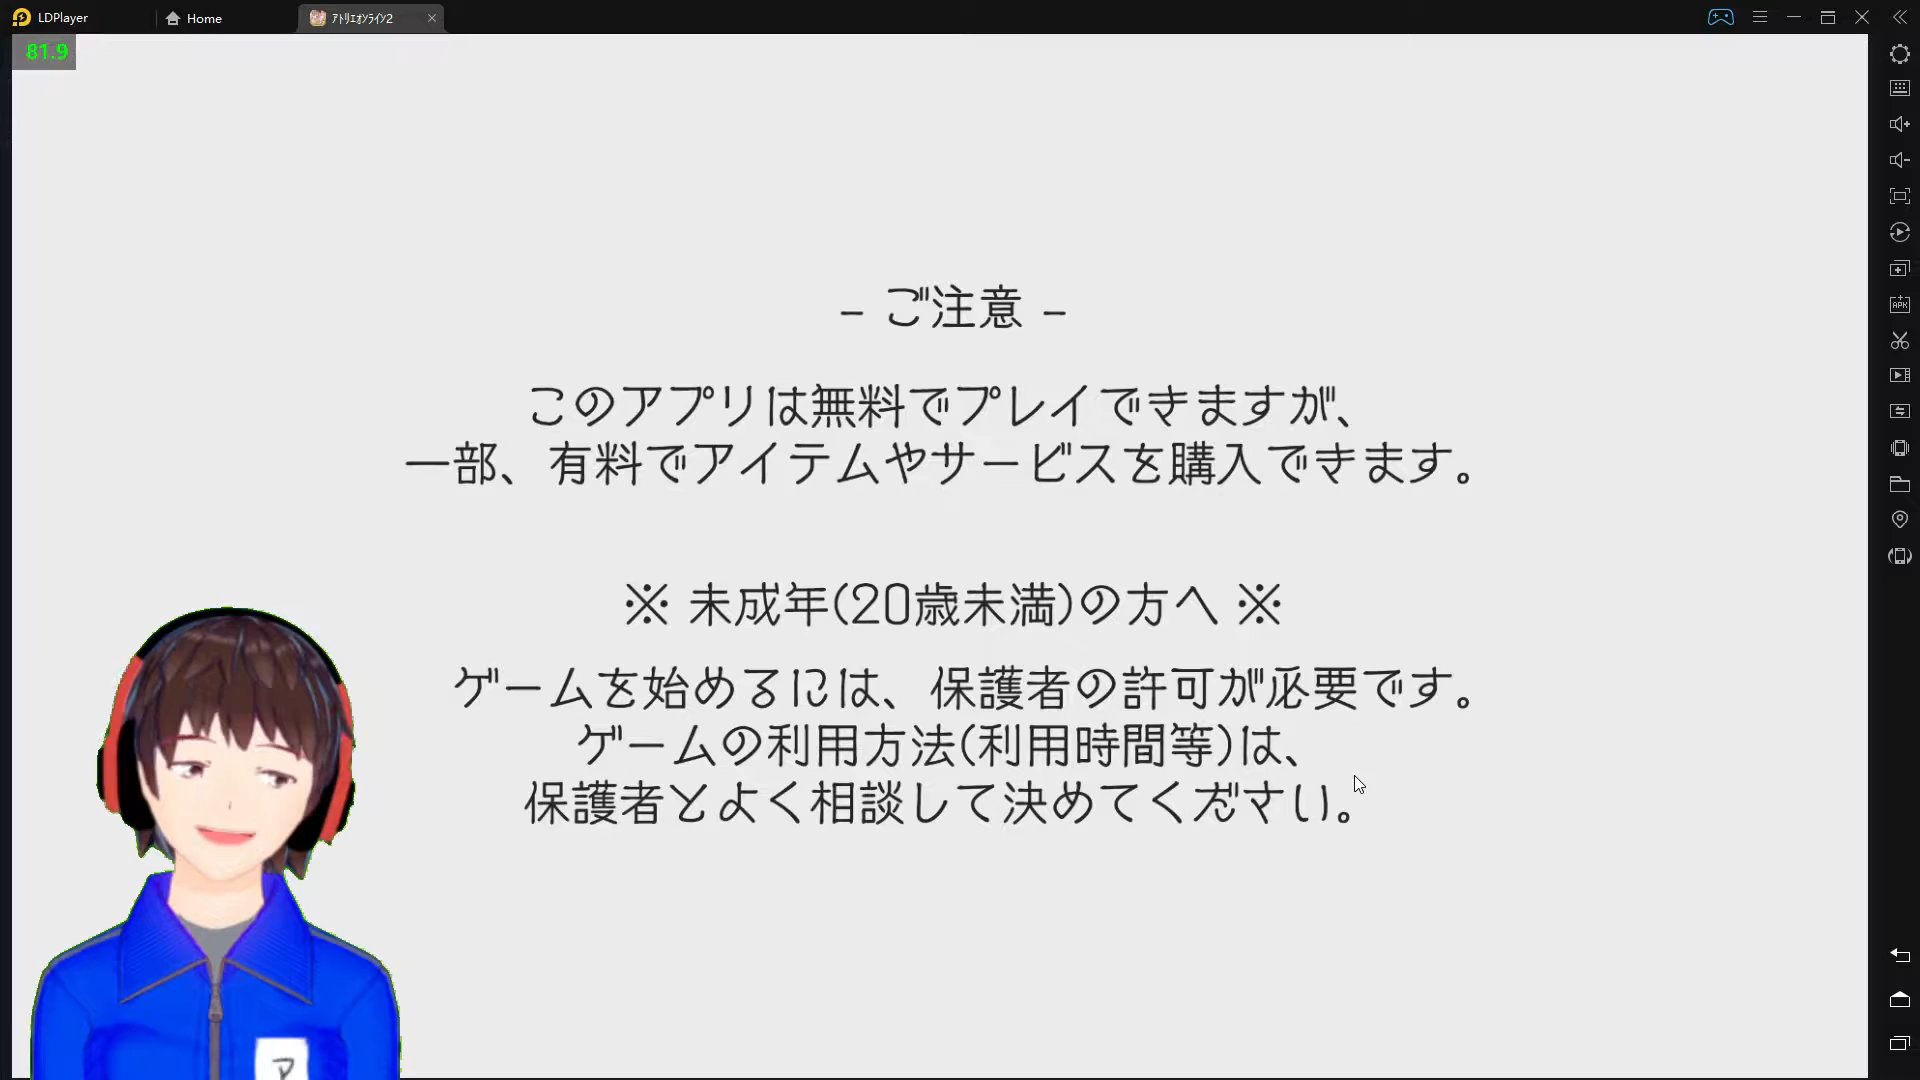 LDPlayer
Home
ｱﾄﾘｴｵﾝﾗｲﾝ2
81.9
– ご注意 –
このアプリは無料でプレイできますが、
一部、有料でアイテムやサービスを購入できます。
※ 未成年(20歳未満)の方へ ※
ゲームを始めるには、保護者の許可が必要です。
ゲームの利用方法(利用時間等)は、
保護者とよく相談して決めてください。
APK
ア